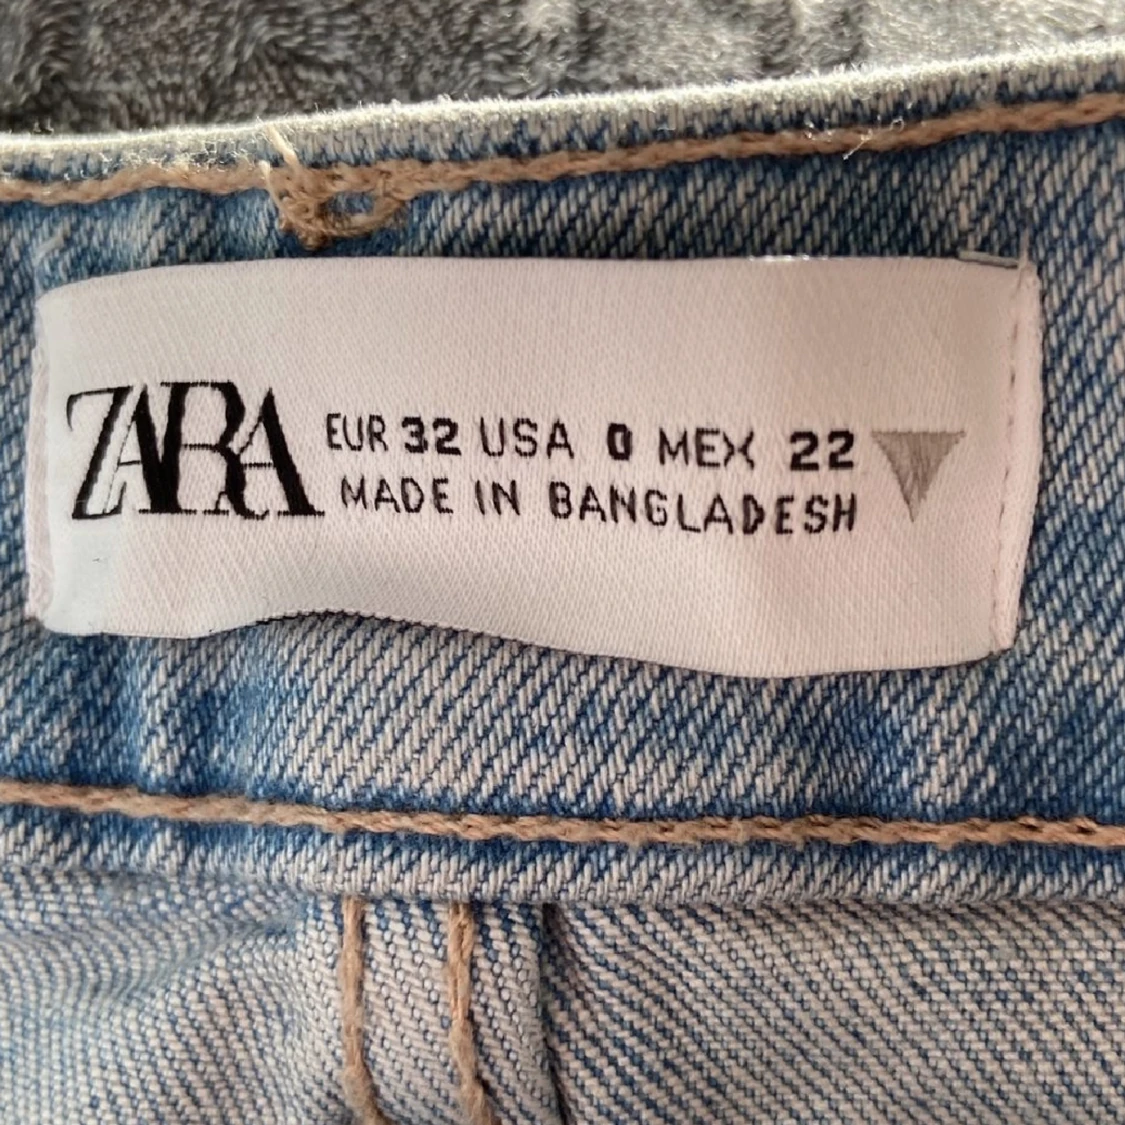 ZARA
EUR 32 USA 0 MEX 22
MADE IN BANGLADESH